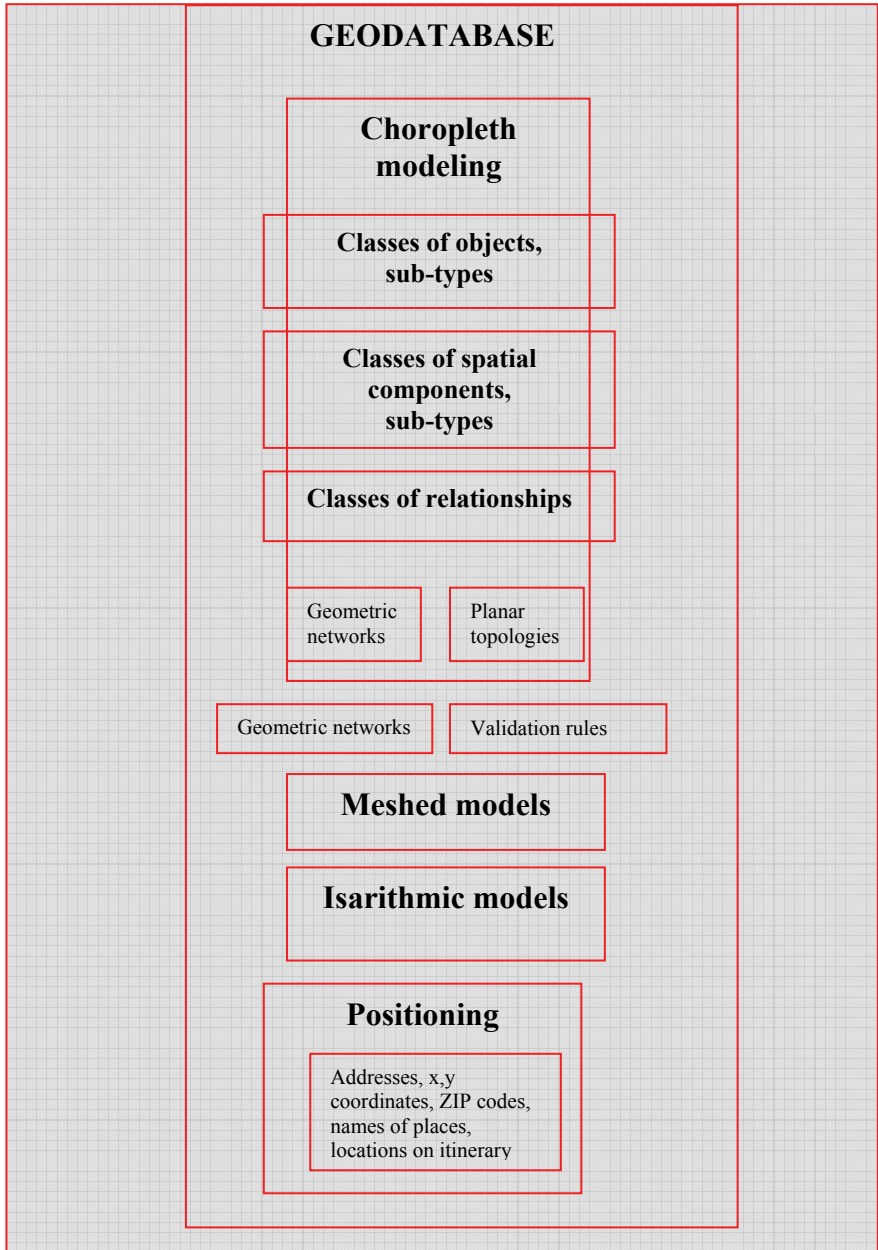 GEODATABASE
Choropleth
modeling
Classes of objects,
sub-types
Classes of spatial
components,
sub-types
Classes of relationships
Geometric
networks
Planar
topologies
Geometric networks
Validation rules
Meshed models
Isarithmic models
Positioning
Addresses, x,y
coordinates, ZIP codes,
names of places,
locations on itinerary